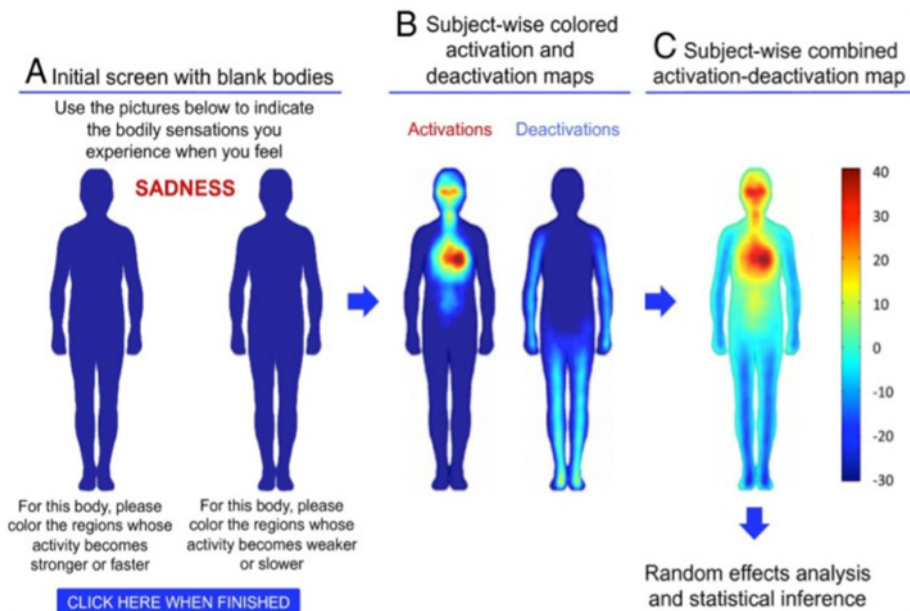 A Initial screen with blank bodies
Use the pictures below to indicate
the bodily sensations you
experience when you feel
SADNESS
For this body, please
color the regions whose
activity becomes
stronger or faster
For this body, please
color the regions whose
activity becomes weaker
or slower
CLICK HERE WHEN FINISHED
B Subject-wise colored
activation and
deactivation maps
Activations
Deactivations
C Subject-wise combined
activation-deactivation map
40
30
20
10
0
-10
-20
-30
Random effects analysis
and statistical inference